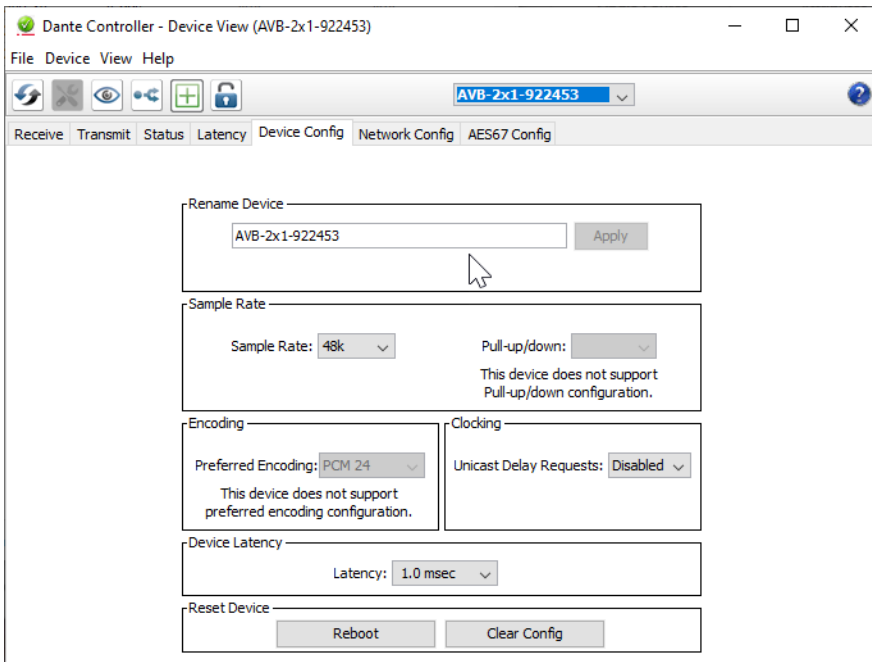 Dante Controller - Device View (AVB-2x1-922453)
File Device View Help
AVB-2x1-922453
Receive Transmit Status Latency Device Config Network Config AES67 Config
Rename Device
AVB-2x1-922453 Apply
Sample Rate
Sample Rate: 48k Pull-up/down:
This device does not support
Pull-up/down configuration.
Encoding
Preferred Encoding: PCM 24
This device does not support
preferred encoding configuration.
Clocking
Unicast Delay Requests: Disabled
Device Latency
Latency: 1.0 msec
Reset Device
Reboot Clear Config